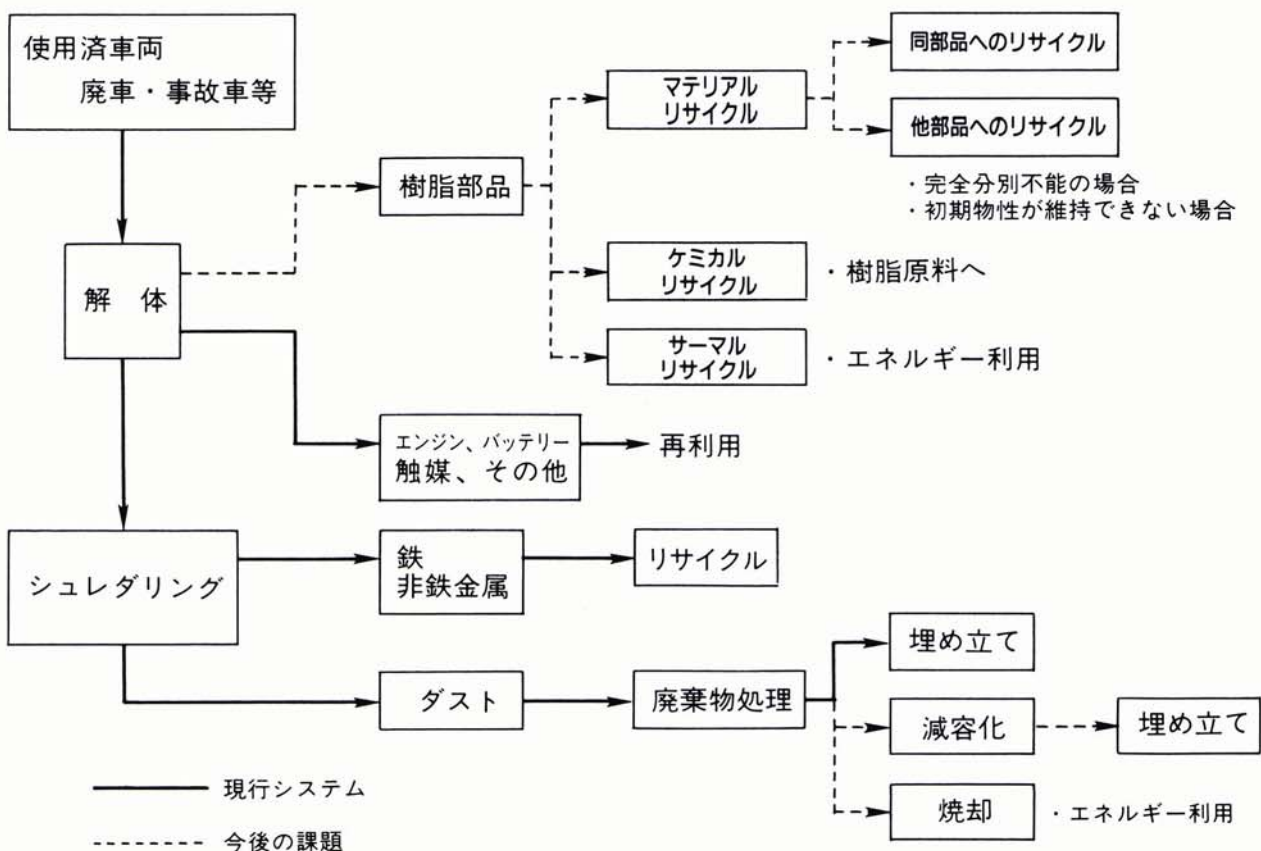 使用済車両
廃車・事故車等
解　体
シュレダリング
樹脂部品
マテリアル
リサイクル
同部品へのリサイクル
他部品へのリサイクル
・完全分別不能の場合
・初期物性が維持できない場合
ケミカル
リサイクル
・樹脂原料へ
サーマル
リサイクル
・エネルギー利用
エンジン、バッテリー
触媒、その他
再利用
鉄
非鉄金属
リサイクル
ダスト
廃棄物処理
埋め立て
減容化
埋め立て
焼却
・エネルギー利用
現行システム
今後の課題